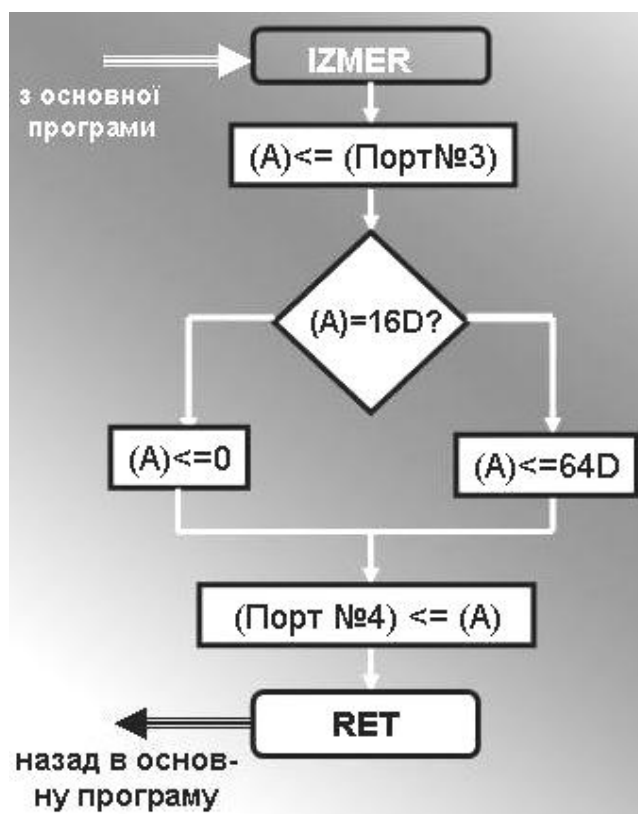 IZMER
з основної
програми
(A)<= (Порт№3)
(A)=16D?
(A)<=0
(A)<=64D
(Порт №4) <= (A)
RET
назад в основ-
ну програму